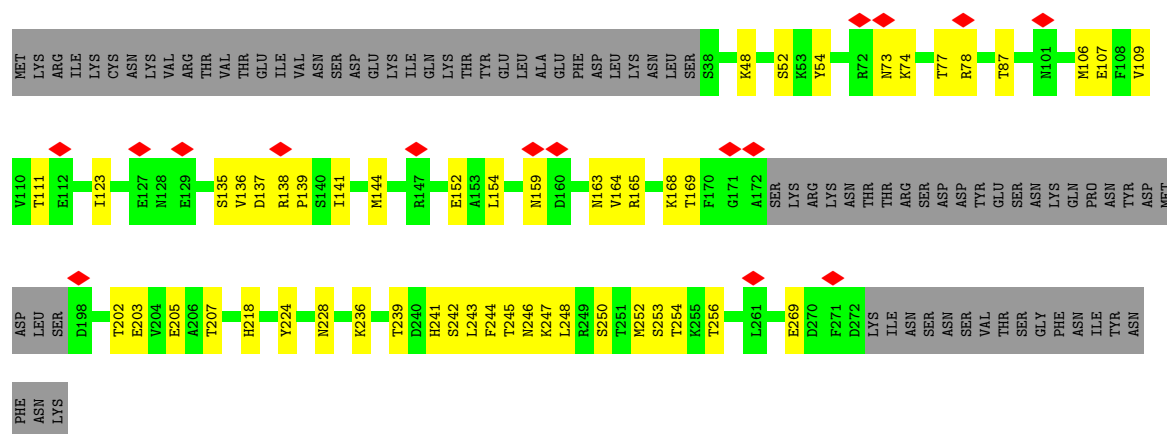 MET LYS ARG ILE LYS CYS ASN LYS VAL ARG THR VAL THR GLU ILE VAL ASN SER ASP GLU LYS ILE GLN LYS THR TYR GLU LEU ALA GLU PHE ASP LEU LYS ASN LEU SER S38 K48 S52 K53 Y54 R72 N73 K74 T77 R78 T87 N101 M106 E107 F108 V109
V110 T111 E112 I123 E127 N128 E129 S135 V136 D137 R138 P139 S140 I141 M144 R147 E152 A153 L154 N159 D160 N163 V164 R165 K168 T169 F170 G171 A172 SER LYS ARG LYS ASN THR THR ARG SER ASP ASP TYR GLU SER ASN LYS GLN PRO ASN TYR ASP MET
ASP LEU SER D198 T202 E203 V204 E205 A206 T207 H218 Y224 N228 K236 T239 D240 H241 S242 L243 F244 T245 N246 K247 L248 R249 S250 T251 M252 S253 T254 K255 T256 L261 E269 D270 F271 D272 LYS ILE ASN SER ASN SER VAL THR SER GLY PHE ASN ILE TYR ASN
PHE ASN LYS